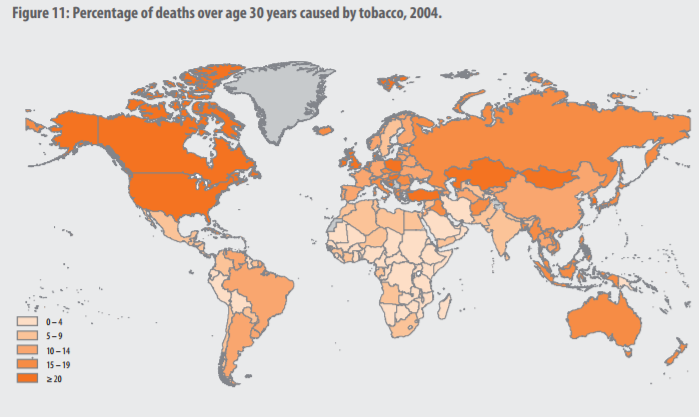 Figure 11: Percentage of deaths over age 30 years caused by tobacco, 2004.
0 – 4
5 – 9
10 – 14
15 – 19
≥ 20